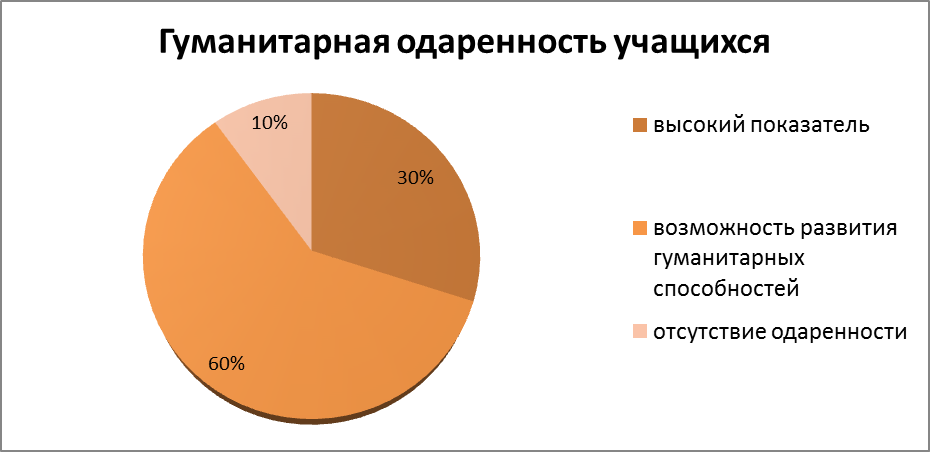 Гуманитарная одаренность учащихся
10%
30%
60%
высокий показатель
возможность развития
гуманитарных
способностей
отсутствие одаренности